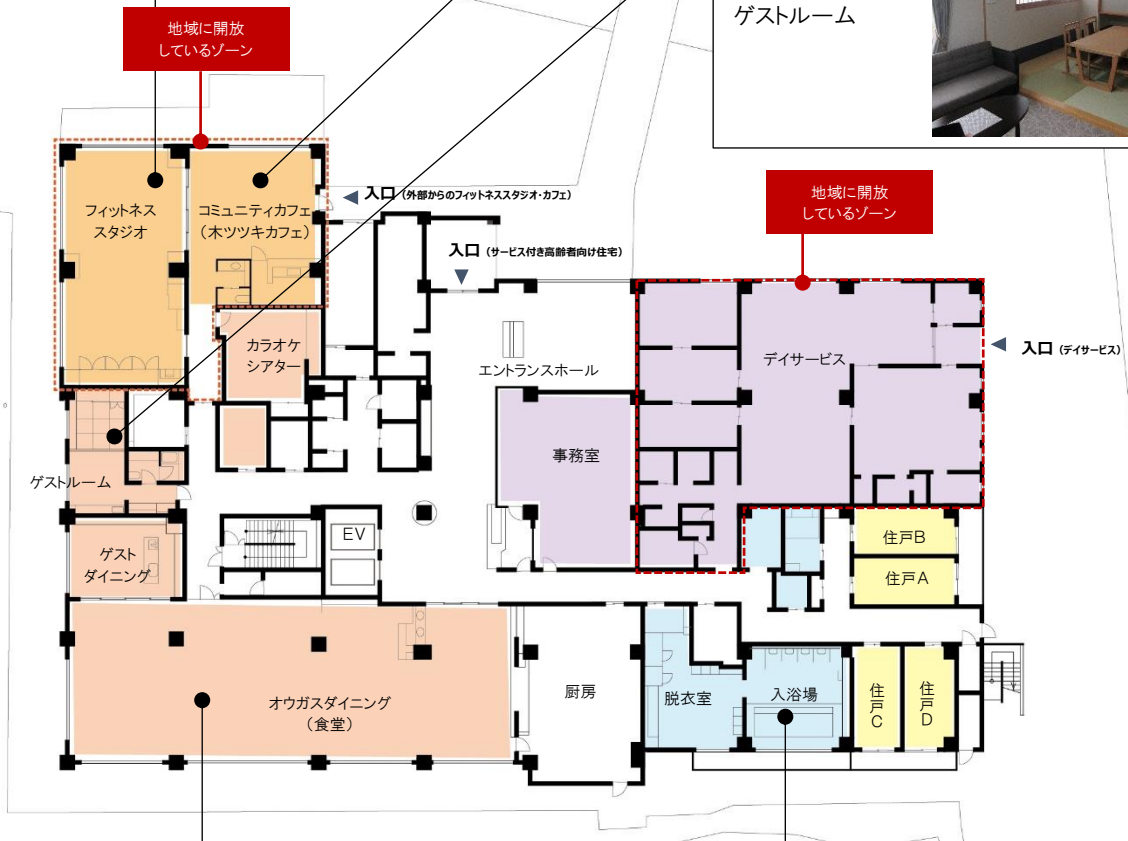 ゲストルーム
地域に開放
しているゾーン
地域に開放
しているゾーン
入口 (外部からのフィットネススタジオ・カフェ)
フィットネス
スタジオ
コミュニティカフェ
(木ツツキカフェ)
入口 (サービス付き高齢者向け住宅)
カラオケ
シアター
エントランスホール
デイサービス
入口 (デイサービス)
事務室
ゲストルーム
EV
住戸B
ゲスト
ダイニング
住戸A
オウガスダイニング
(食堂)
厨房
脱衣室
入浴場
住戸C
住戸D